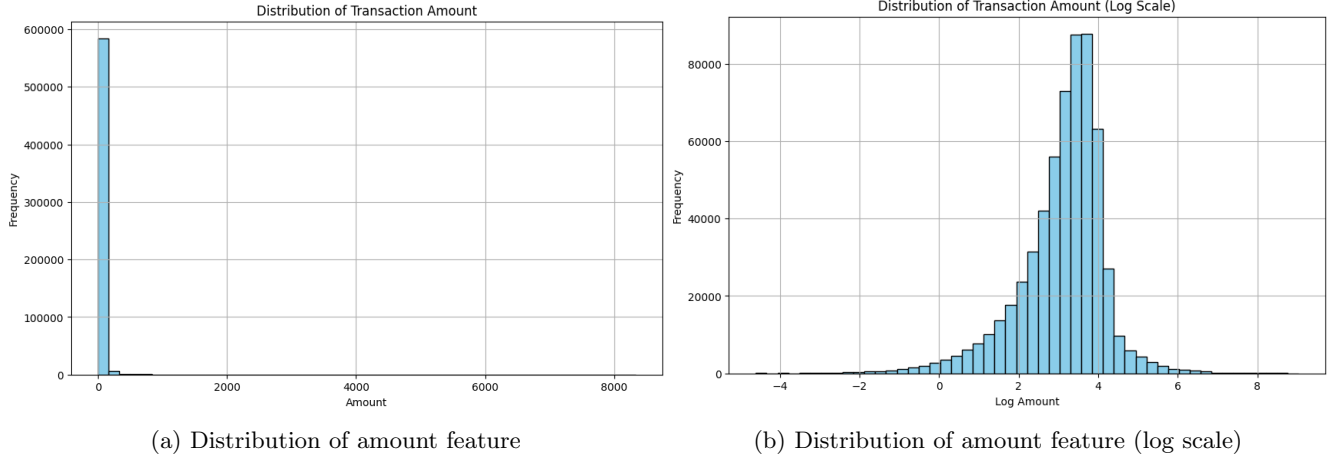 Distribution of Transaction Amount
600000
500000
400000
300000
200000
100000
0
Frequency
0 2000 4000 6000 8000
Amount
(a) Distribution of amount feature
Distribution of Transaction Amount (Log Scale)
80000
60000
40000
20000
0
Frequency
−4 −2 0 2 4 6 8
Log Amount
(b) Distribution of amount feature (log scale)